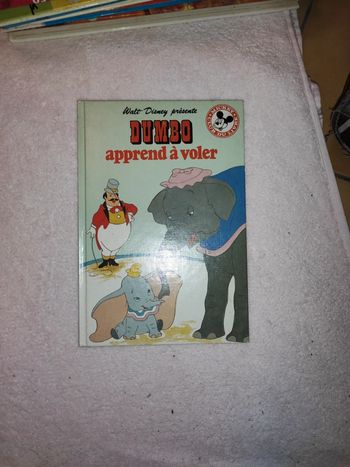 Walt Disney présente
DUMBO
apprend à voler